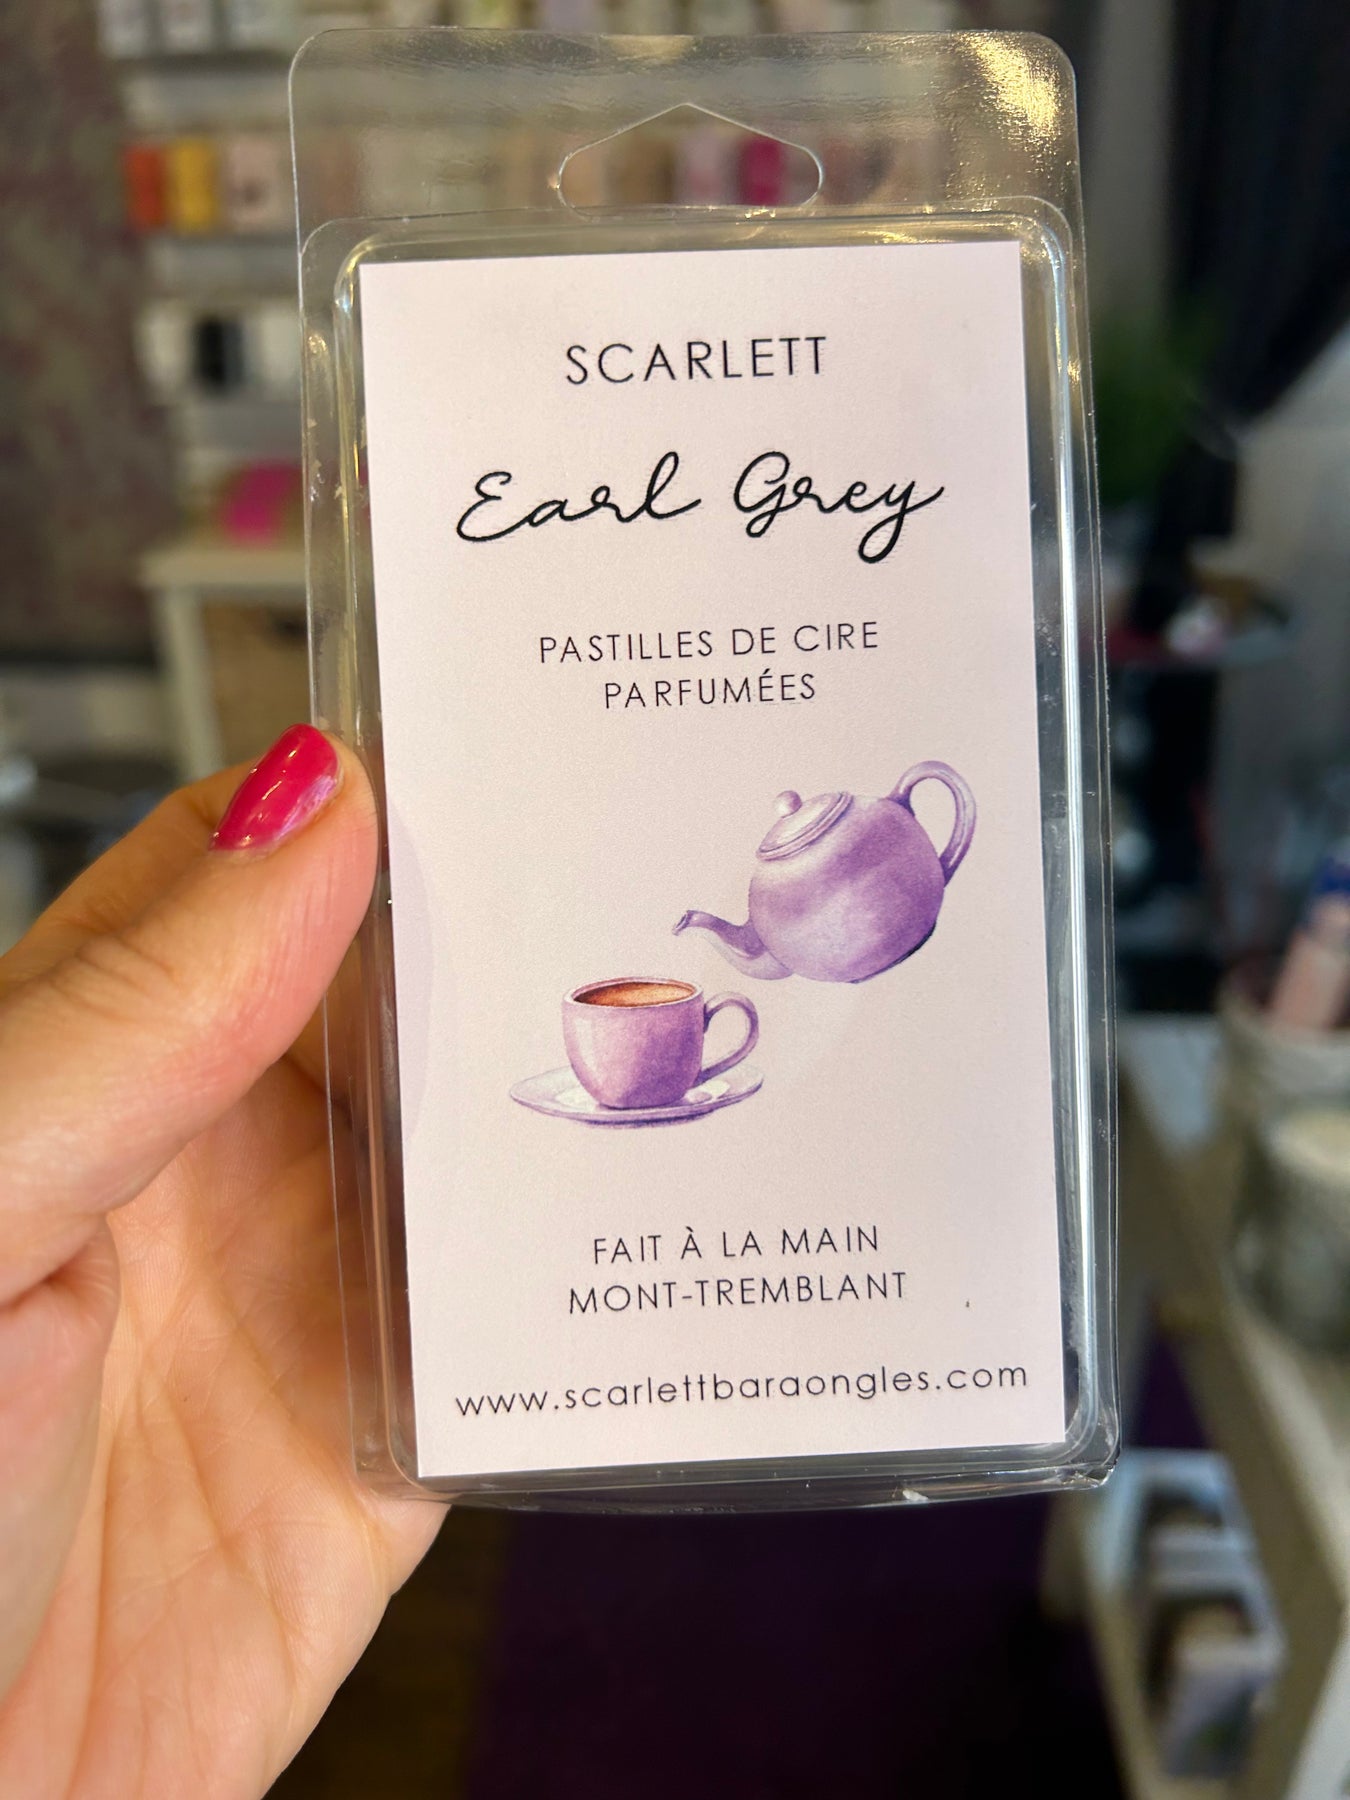 SCARLETT
Earl Grey
PASTILLES DE CIRE
PARFUMÉES
FAIT À LA MAIN
MONT-TREMBLANT
www.scarlettbaraongles.com